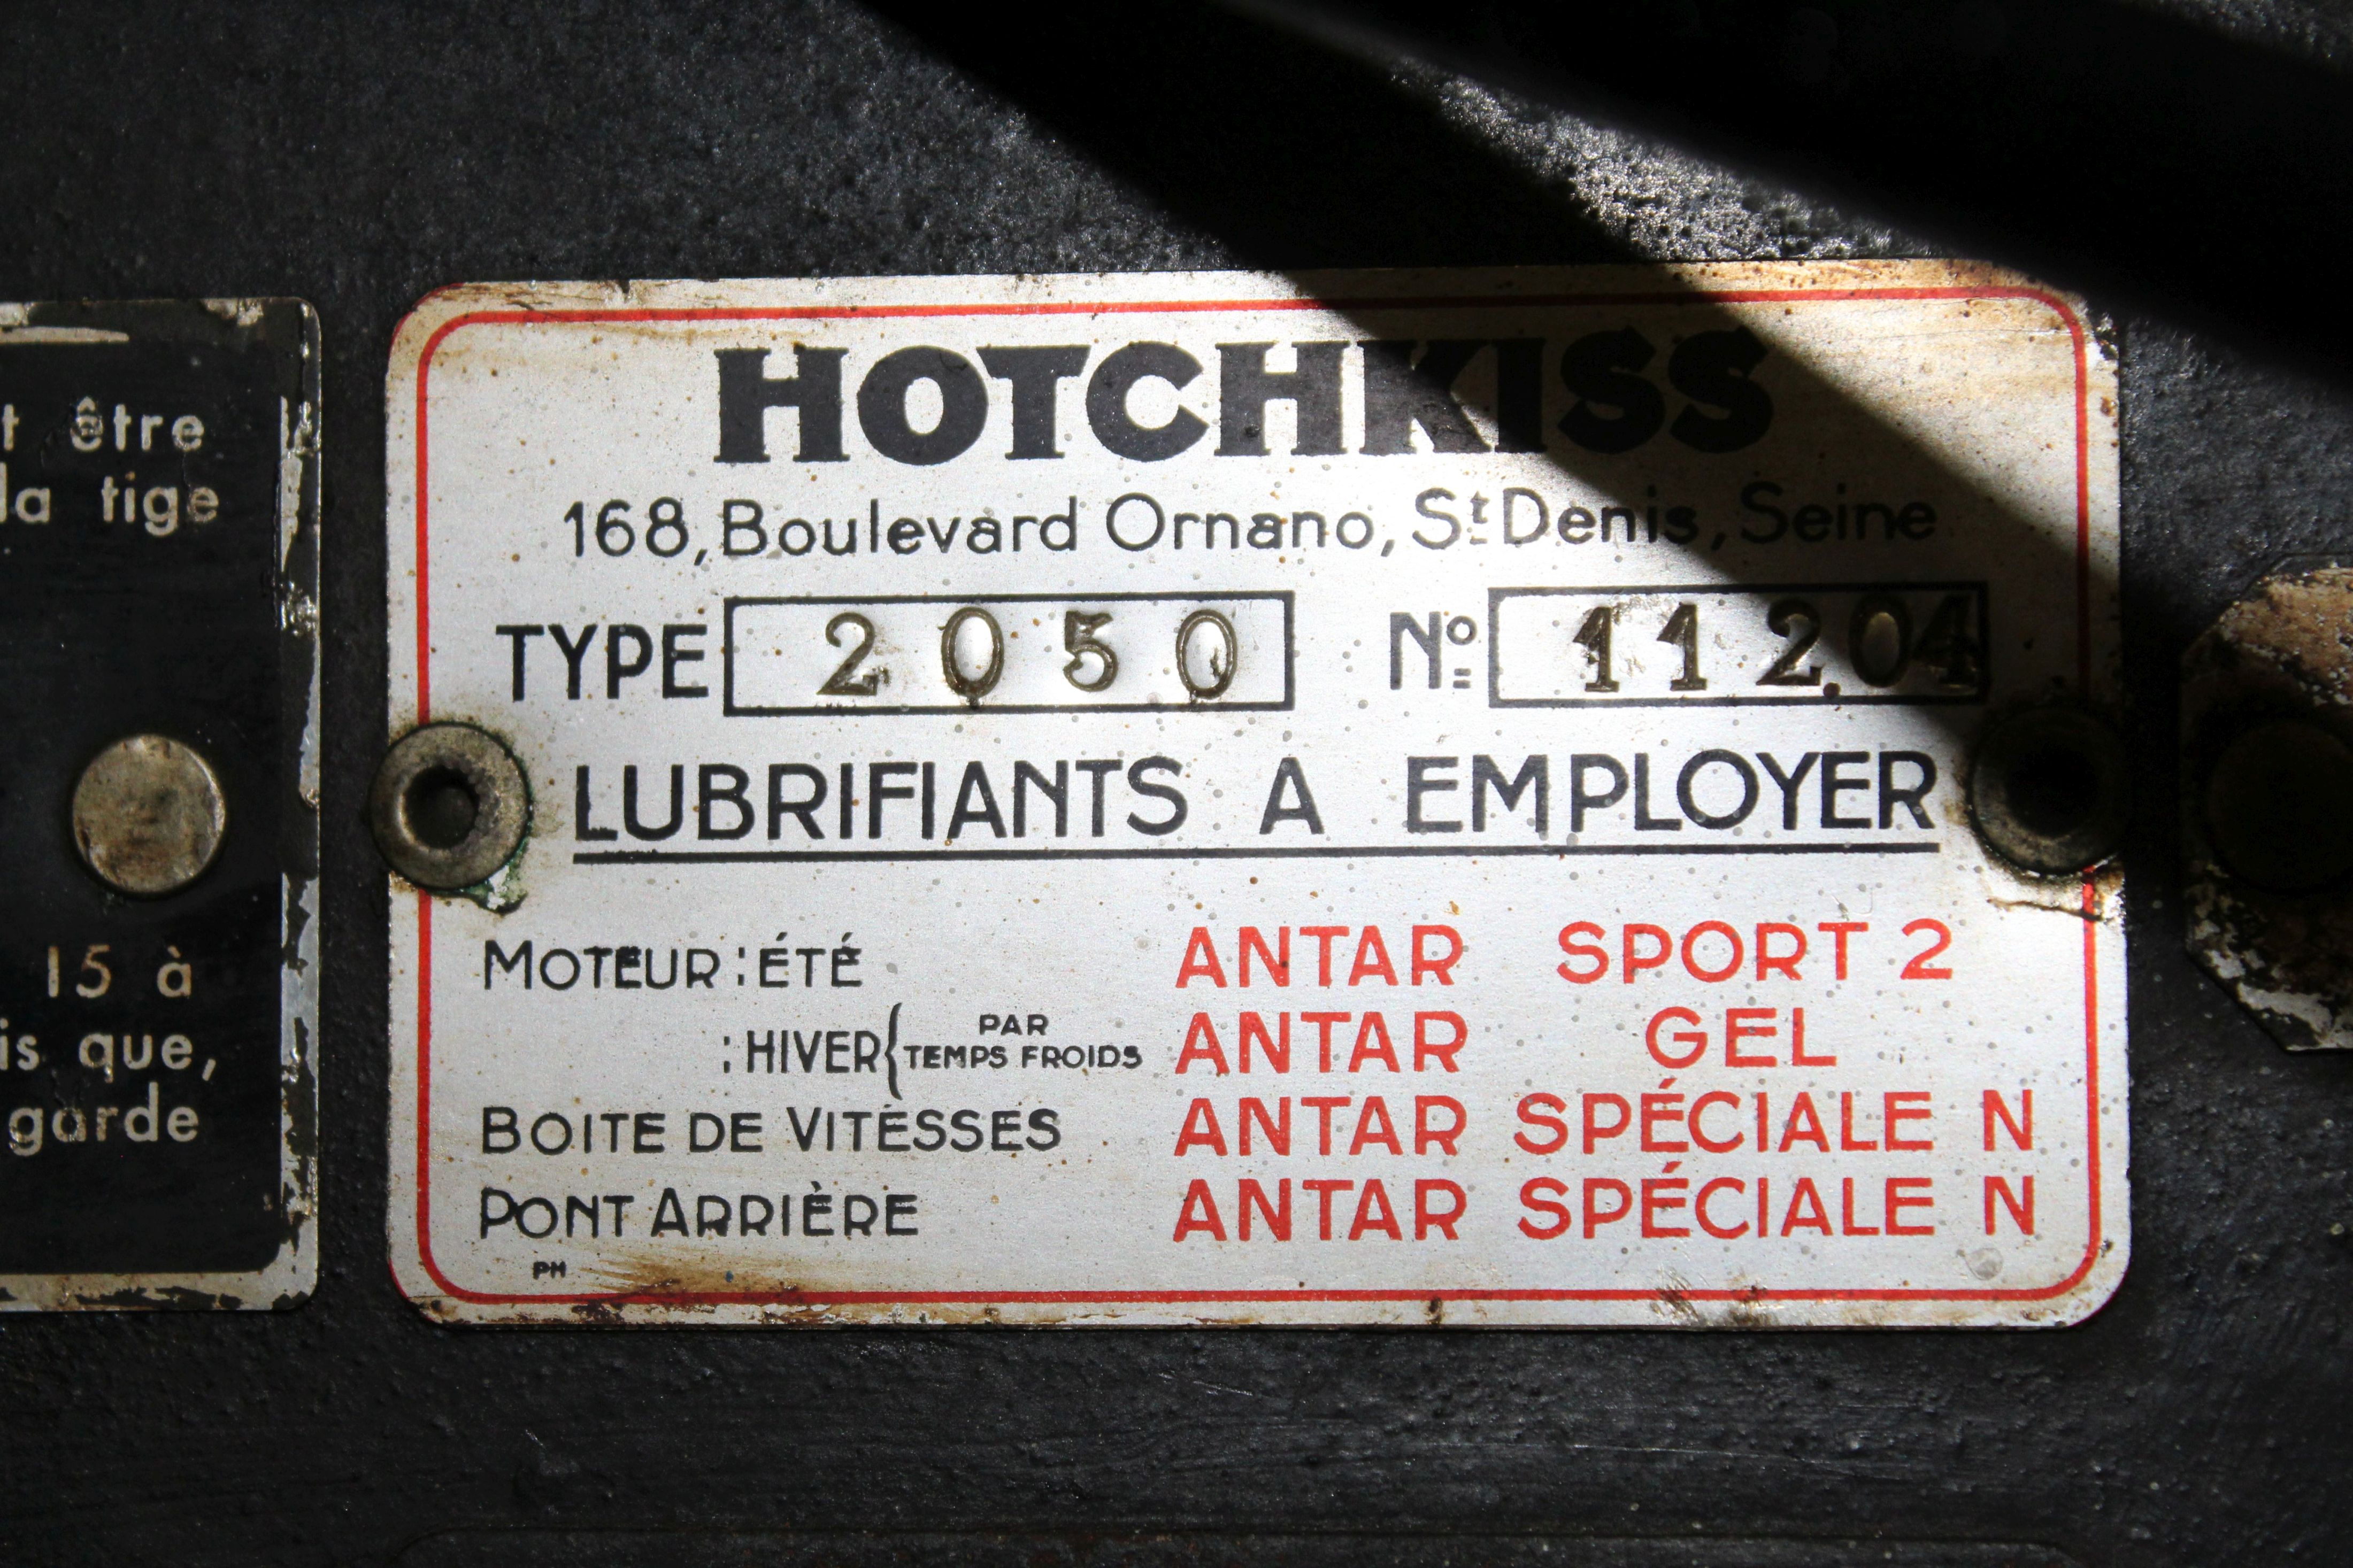 t être
la tige
15 à
is que,
garde
HOTCHKISS
168, Boulevard Ornano, St Denis, Seine
TYPE 2050 No 11204
LUBRIFIANTS A EMPLOYER
MOTEUR : ÉTÉ ANTAR SPORT 2
: HIVER { PAR TEMPS FROIDS ANTAR GEL
BOITE DE VITESSES ANTAR SPÉCIALE N
PONT ARRIÈRE ANTAR SPÉCIALE N
PH